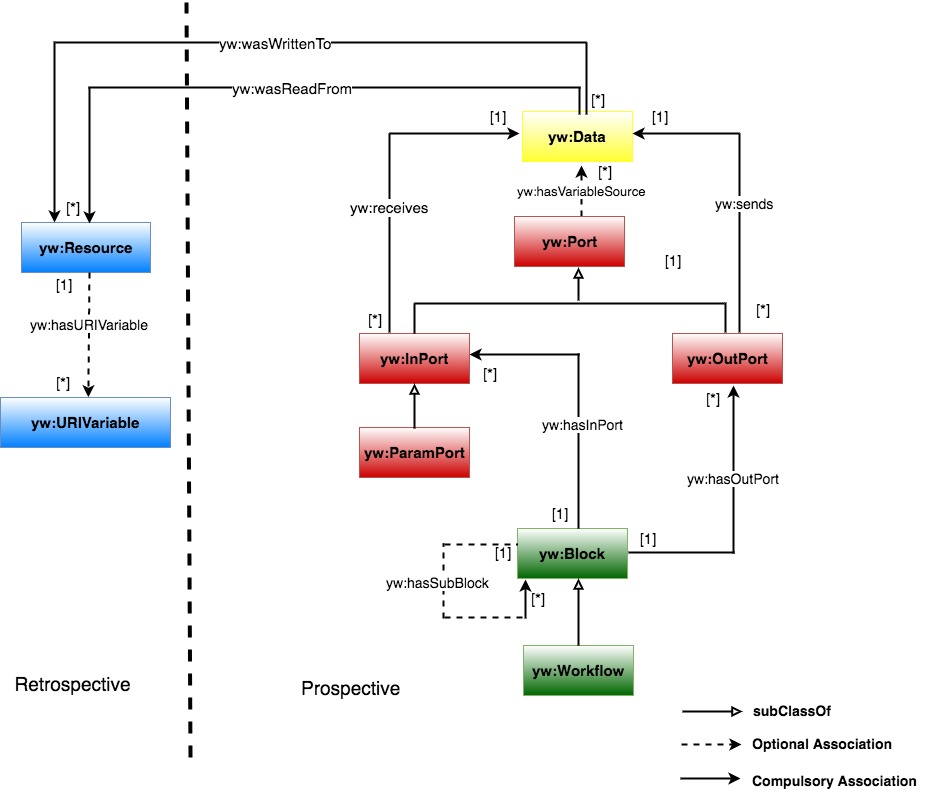 yw:wasWrittenTo
yw:wasReadFrom
[*]
[1]
[1]
yw:Data
[*]
yw:hasVariableSource
yw:receives
yw:sends
[*]
yw:Resource
yw:Port
[1]
[1]
yw:hasURIVariable
[*]
[*]
yw:InPort
yw:OutPort
[*]
[*]
[*]
yw:URIVariable
yw:hasInPort
yw:ParamPort
yw:hasOutPort
[1]
[1]
[1]
yw:Block
yw:hasSubBlock
[*]
yw:Workflow
Retrospective
Prospective
subClassOf
Optional Association
Compulsory Association